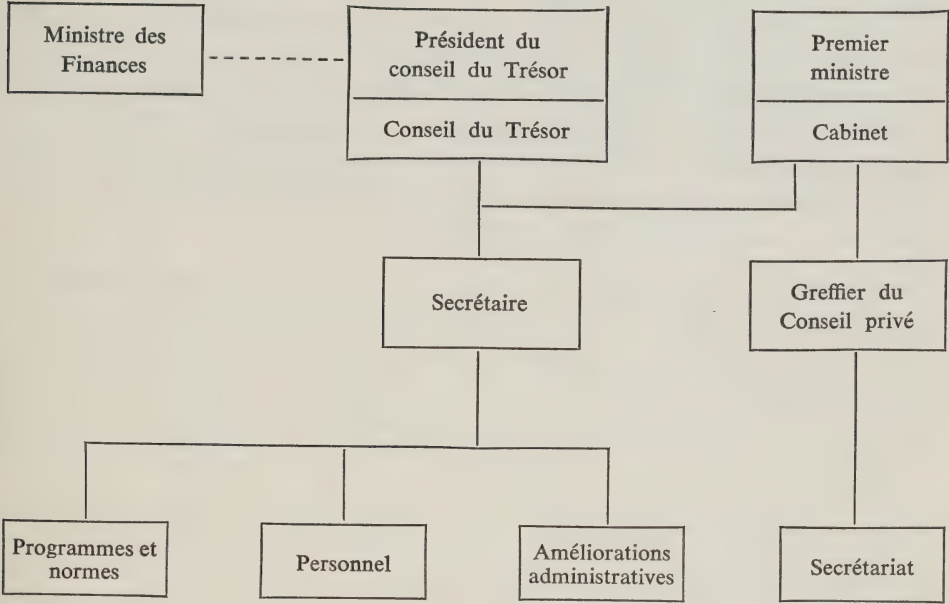 Ministre des
Finances
Président du
conseil du Trésor
Conseil du Trésor
Premier
ministre
Cabinet
Secrétaire
Greffier du
Conseil privé
Programmes et
normes
Personnel
Améliorations
administratives
Secrétariat